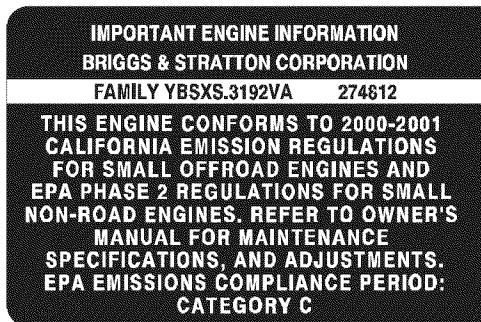 IMPORTANT ENGINE INFORMATION
BRIGGS & STRATTON CORPORATION
FAMILY YBSXS.3192VA 274812
THIS ENGINE CONFORMS TO 2000-2001
CALIFORNIA EMISSION REGULATIONS
FOR SMALL OFFROAD ENGINES AND
EPA PHASE 2 REGULATIONS FOR SMALL
NON-ROAD ENGINES. REFER TO OWNER'S
MANUAL FOR MAINTENANCE
SPECIFICATIONS, AND ADJUSTMENTS.
EPA EMISSIONS COMPLIANCE PERIOD:
CATEGORY C